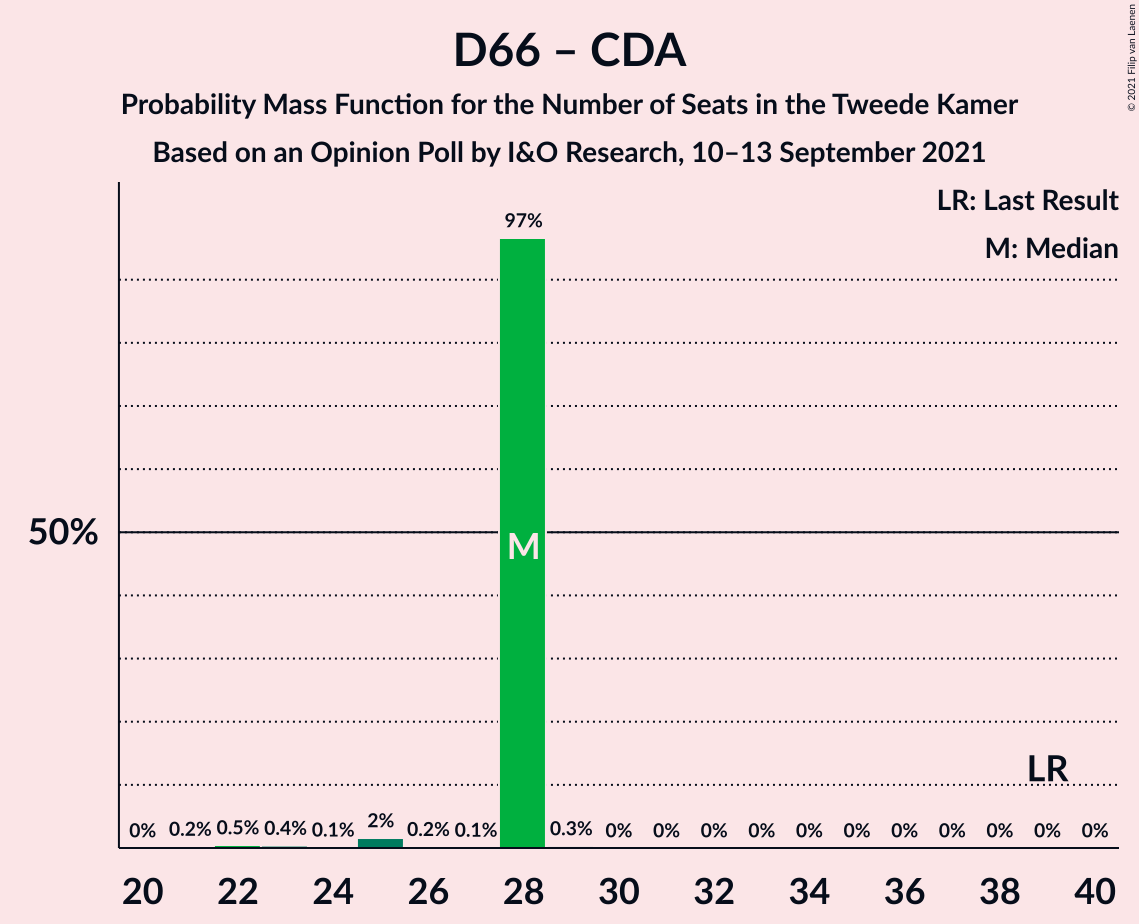 D66 – CDA
Probability Mass Function for the Number of Seats in the Tweede Kamer
Based on an Opinion Poll by I&O Research, 10–13 September 2021
© 2021 Filip van Laenen
LR: Last Result
M: Median
97%
50%
M
LR
0% 0.2% 0.5% 0.4% 0.1% 2% 0.2% 0.1% 0.3% 0% 0% 0% 0% 0% 0% 0% 0% 0% 0% 0%
20 22 24 26 28 30 32 34 36 38 40